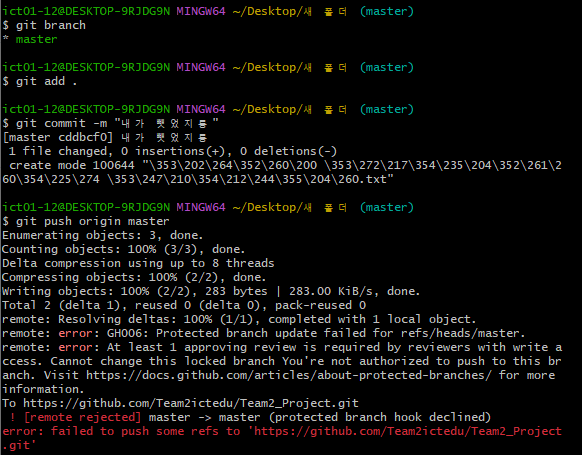 ict01-12@DESKTOP-9RJDG9N MINGW64 ~/Desktop/새 폴더 (master)
$ git branch
* master
ict01-12@DESKTOP-9RJDG9N MINGW64 ~/Desktop/새 폴더 (master)
$ git add .
ict01-12@DESKTOP-9RJDG9N MINGW64 ~/Desktop/새 폴더 (master)
$ git commit -m "내가 햇었지롱"
[master cddbcf0] 내가 햇었지롱
1 file changed, 0 insertions(+), 0 deletions(-)
create mode 100644 "\353\202\264\352\260\200 \353\272\217\354\235\204\352\261\2
60\354\225\274 \353\247\210\354\212\244\355\204\260.txt"
ict01-12@DESKTOP-9RJDG9N MINGW64 ~/Desktop/새 폴더 (master)
$ git push origin master
Enumerating objects: 3, done.
Counting objects: 100% (3/3), done.
Delta compression using up to 8 threads
Compressing objects: 100% (2/2), done.
Writing objects: 100% (2/2), 283 bytes | 283.00 KiB/s, done.
Total 2 (delta 1), reused 0 (delta 0), pack-reused 0
remote: Resolving deltas: 100% (1/1), completed with 1 local object.
remote: error: GH006: Protected branch update failed for refs/heads/master.
remote: error: At least 1 approving review is required by reviewers with write a
ccess. Cannot change this locked branch You're not authorized to push to this br
anch. Visit https://docs.github.com/articles/about-protected-branches/ for more
information.
To https://github.com/Team2ictedu/Team2_Project.git
! [remote rejected] master -> master (protected branch hook declined)
error: failed to push some refs to 'https://github.com/Team2ictedu/Team2_Project
.git'